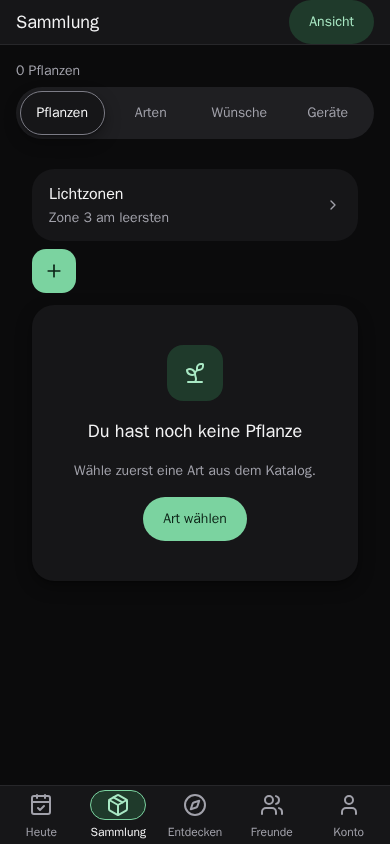 Sammlung
Ansicht
0 Pflanzen
Pflanzen
Arten
Wünsche
Geräte
Lichtzonen
Zone 3 am leersten
Du hast noch keine Pflanze
Wähle zuerst eine Art aus dem Katalog.
Art wählen
Heute
Sammlung
Entdecken
Freunde
Konto